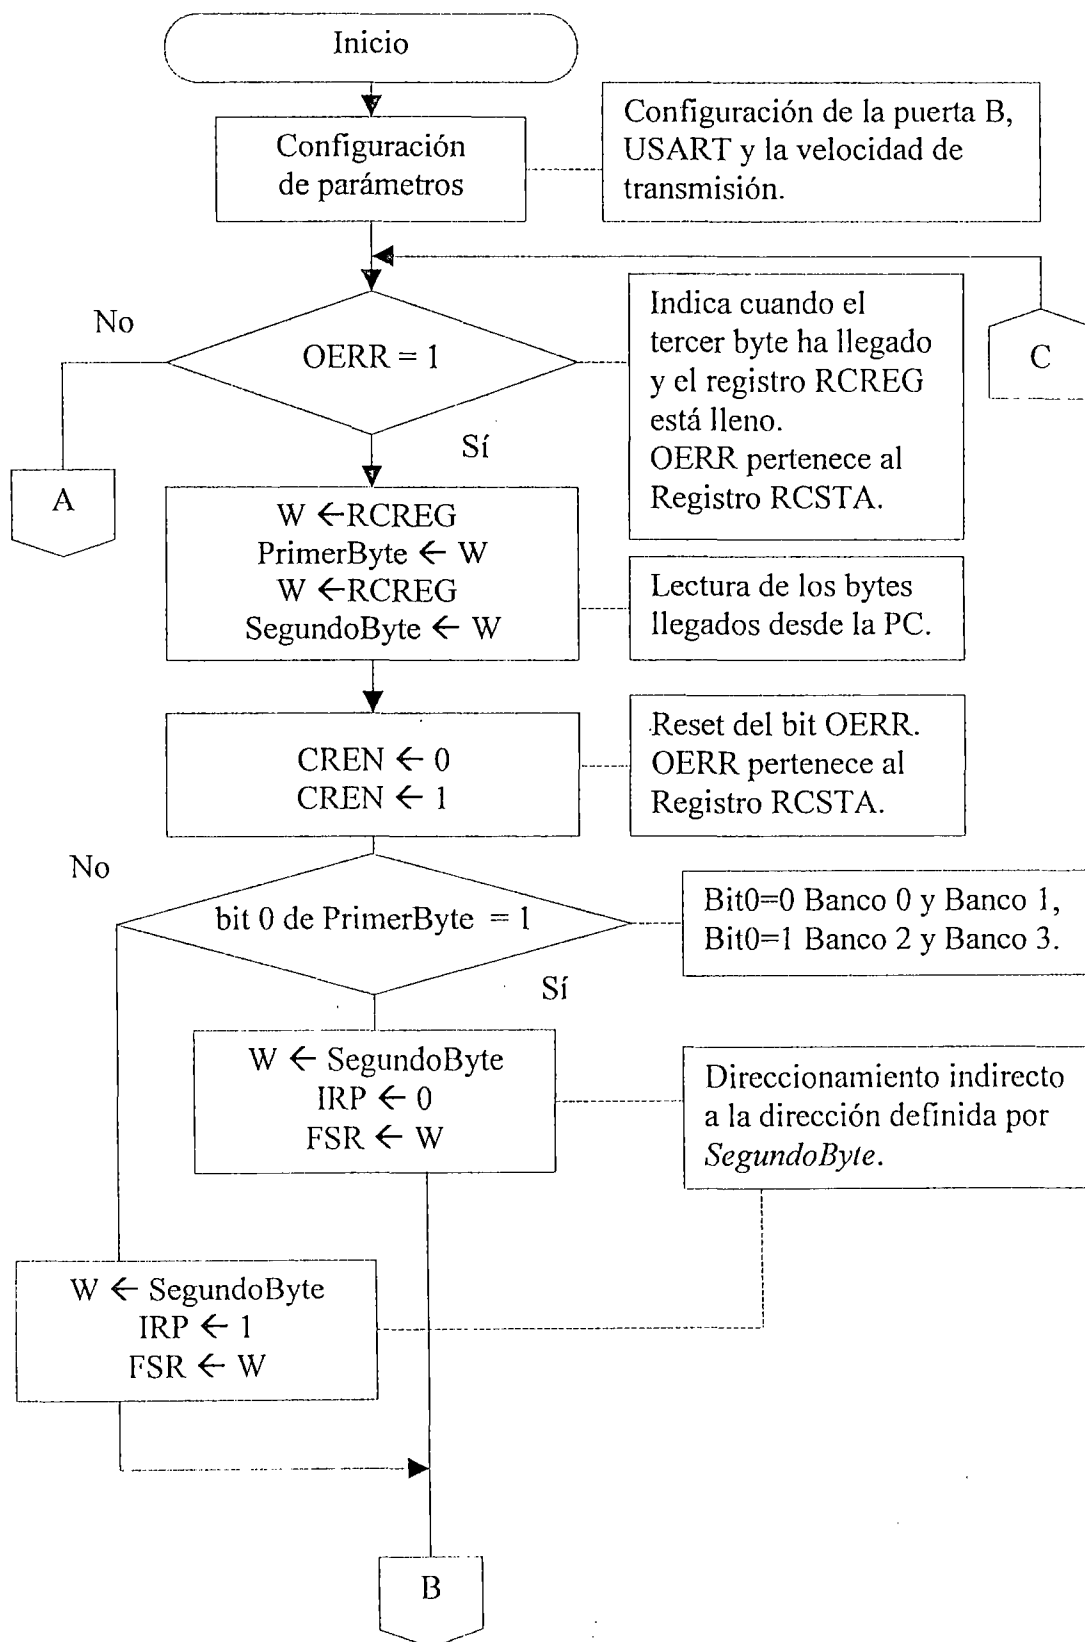 Inicio
Configuración
de parámetros
Configuración de la puerta B,
USART y la velocidad de
transmisión.
No
OERR = 1
Sí
Indica cuando el
tercer byte ha llegado
y el registro RCREG
está lleno.
OERR pertenece al
Registro RCSTA.
C
A
W ←RCREG
PrimerByte ← W
W ←RCREG
SegundoByte ← W
Lectura de los bytes
llegados desde la PC.
CREN ← 0
CREN ← 1
Reset del bit OERR.
OERR pertenece al
Registro RCSTA.
No
bit 0 de PrimerByte = 1
Sí
Bit0=0 Banco 0 y Banco 1,
Bit0=1 Banco 2 y Banco 3.
W ← SegundoByte
IRP ← 0
FSR ← W
Direccionamiento indirecto
a la dirección definida por
SegundoByte.
W ← SegundoByte
IRP ← 1
FSR ← W
B